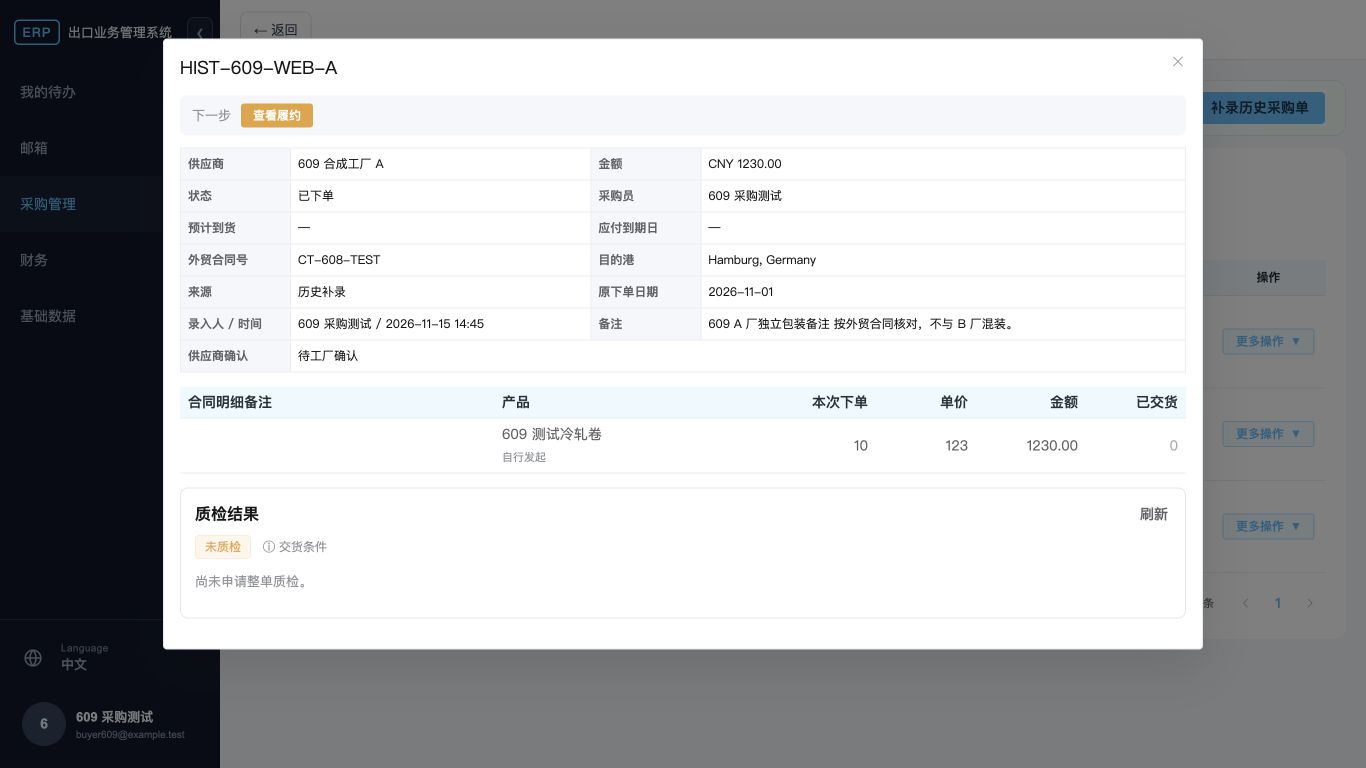 ERP 出口业务管理系统
← 返回
我的待办
邮箱
采购管理
财务
基础数据
Language
中文
6
609 采购测试
buyer609@example.test
补录历史采购单
操作
更多操作 ▼
更多操作 ▼
更多操作 ▼
条 < 1 >
HIST-609-WEB-A
下一步 查看履约
供应商 609 合成工厂 A 金额 CNY 1230.00
状态 已下单 采购员 609 采购测试
预计到货 — 应付到期日 —
外贸合同号 CT-608-TEST 目的港 Hamburg, Germany
来源 历史补录 原下单日期 2026-11-01
录入人 / 时间 609 采购测试 / 2026-11-15 14:45 备注 609 A 厂独立包装备注 按外贸合同核对，不与 B 厂混装。
供应商确认 待工厂确认
合同明细备注 产品 本次下单 单价 金额 已交货
609 测试冷轧卷 10 123 1230.00 0
自行发起
质检结果 刷新
未质检 ⓘ 交货条件
尚未申请整单质检。